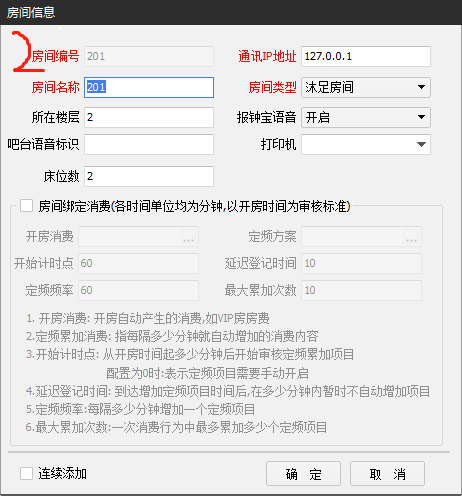 房间信息
2
房间编号 201 通讯IP地址 127.0.0.1
房间名称 201 房间类型 沐足房间
所在楼层 2 报钟宝语音 开启
吧台语音标识 打印机
床位数 2
房间绑定消费(各时间单位均为分钟,以开房时间为审核标准)
开房消费 ... 定频方案 ...
开始计时点 60 延迟登记时间 10
定频频率 60 最大累加次数 10
1. 开房消费: 开房自动产生的消费,如VIP房房费
2.定频累加消费: 指每隔多少分钟就自动增加的消费内容
3.开始计时点: 从开房时间起多少分钟后开始审核定频累加项目
配置为0时:表示定频项目需要手动开启
4.延迟登记时间: 到达增加定频项目时间后,在多少分钟内暂时不自动增加项目
5.定频频率:每隔多少分钟增加一个定频项目
6.最大累加次数:一次消费行为中最多累加多少个定频项目
连续添加 确 定 取 消